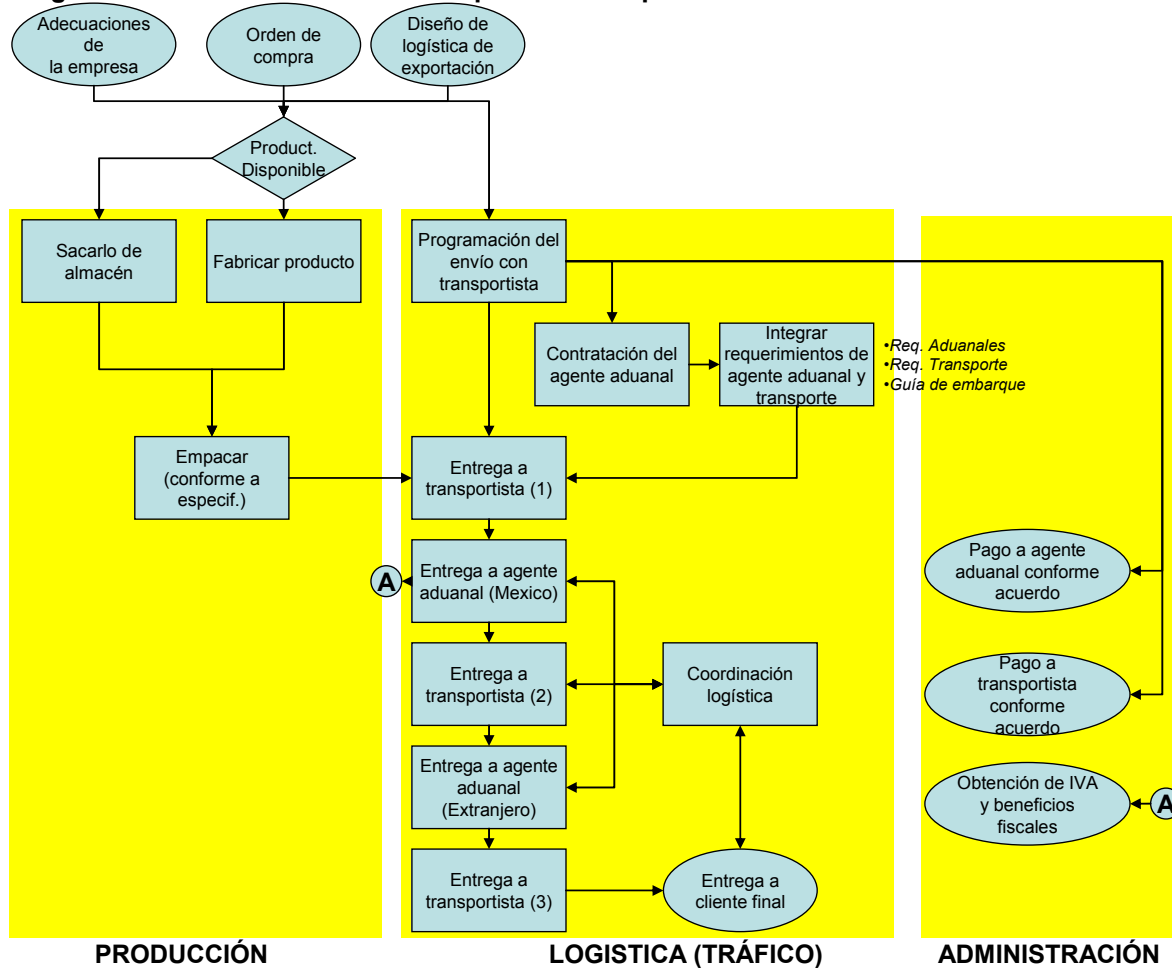 Adecuaciones
de
la empresa
Orden de
compra
Diseño de
logística de
exportación
Product.
Disponible
Sacarlo de
almacén
Fabricar producto
Programación del
envío con
transportista
Contratación del
agente aduanal
Integrar
requerimientos de
agente aduanal y
transporte
•Req. Aduanales
•Req. Transporte
•Guía de embarque
Empacar
(conforme a
especif.)
Entrega a
transportista (1)
A
Entrega a agente
aduanal (Mexico)
Pago a agente
aduanal conforme
acuerdo
Entrega a
transportista (2)
Coordinación
logística
Pago a
transportista
conforme
acuerdo
Entrega a agente
aduanal
(Extranjero)
Obtención de IVA
y beneficios
fiscales
A
Entrega a
transportista (3)
Entrega a
cliente final
PRODUCCIÓN
LOGISTICA (TRÁFICO)
ADMINISTRACIÓN